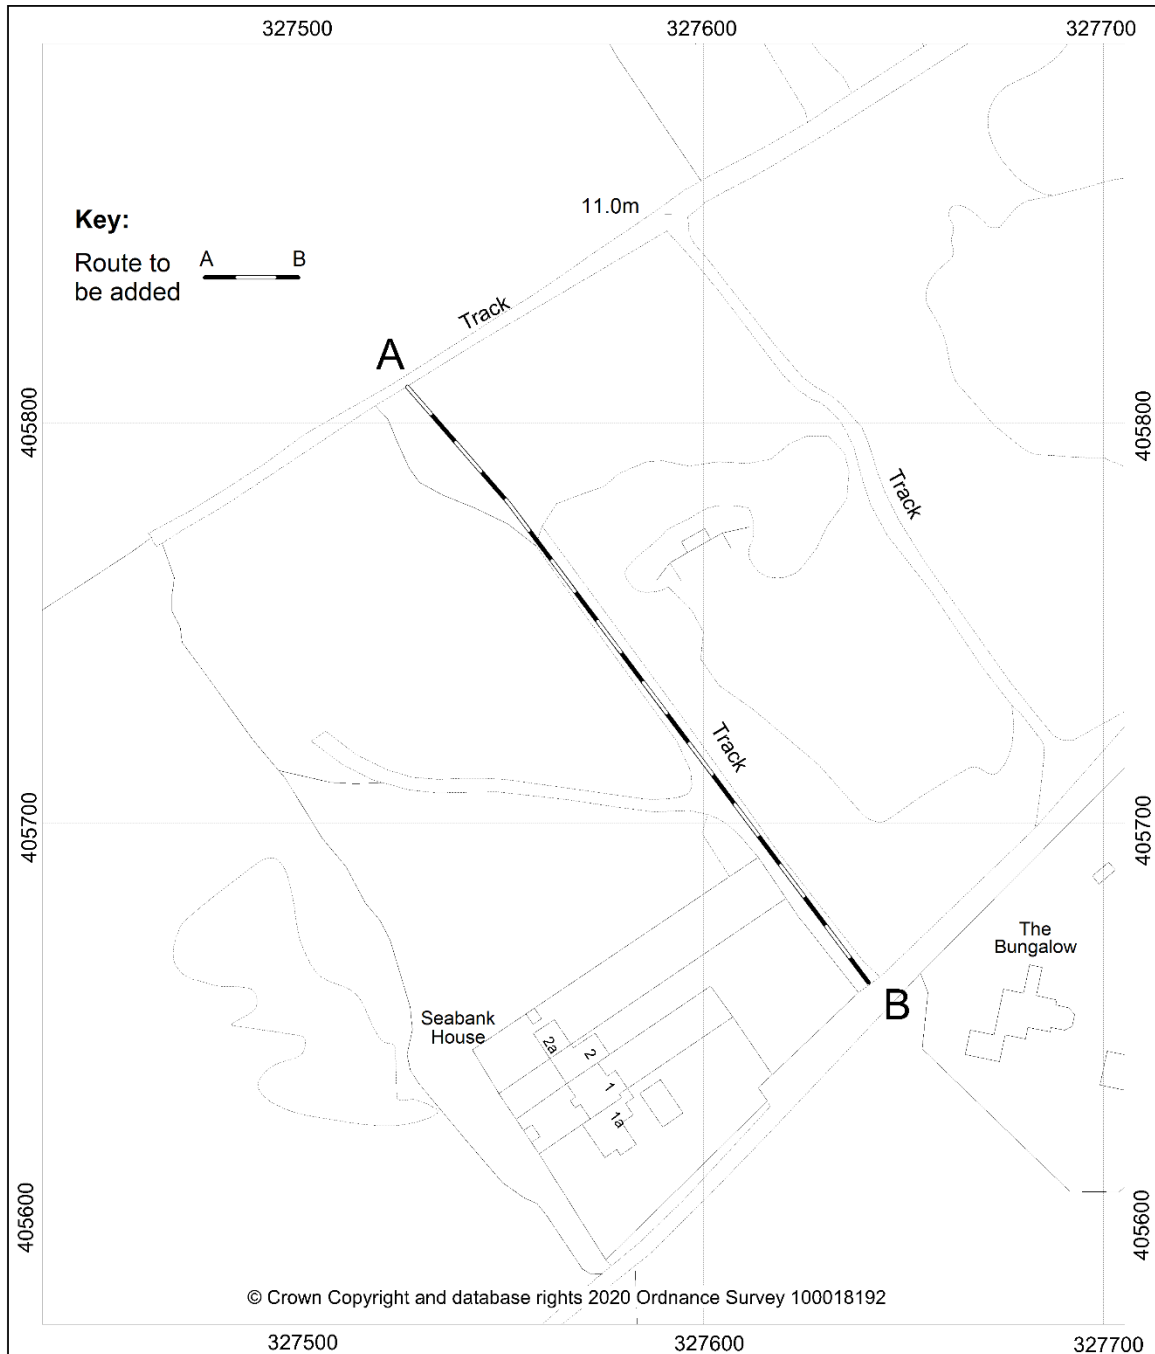 327500 327600 327700
11.0m
Key:
A B
Route to
be added
Track
A
405800
405800
Track
Track
405700
405700
The
Bungalow
B
Seabank
House
2a
2
1
1a
405600
405600
© Crown Copyright and database rights 2020 Ordnance Survey 100018192
327500 327600 327700